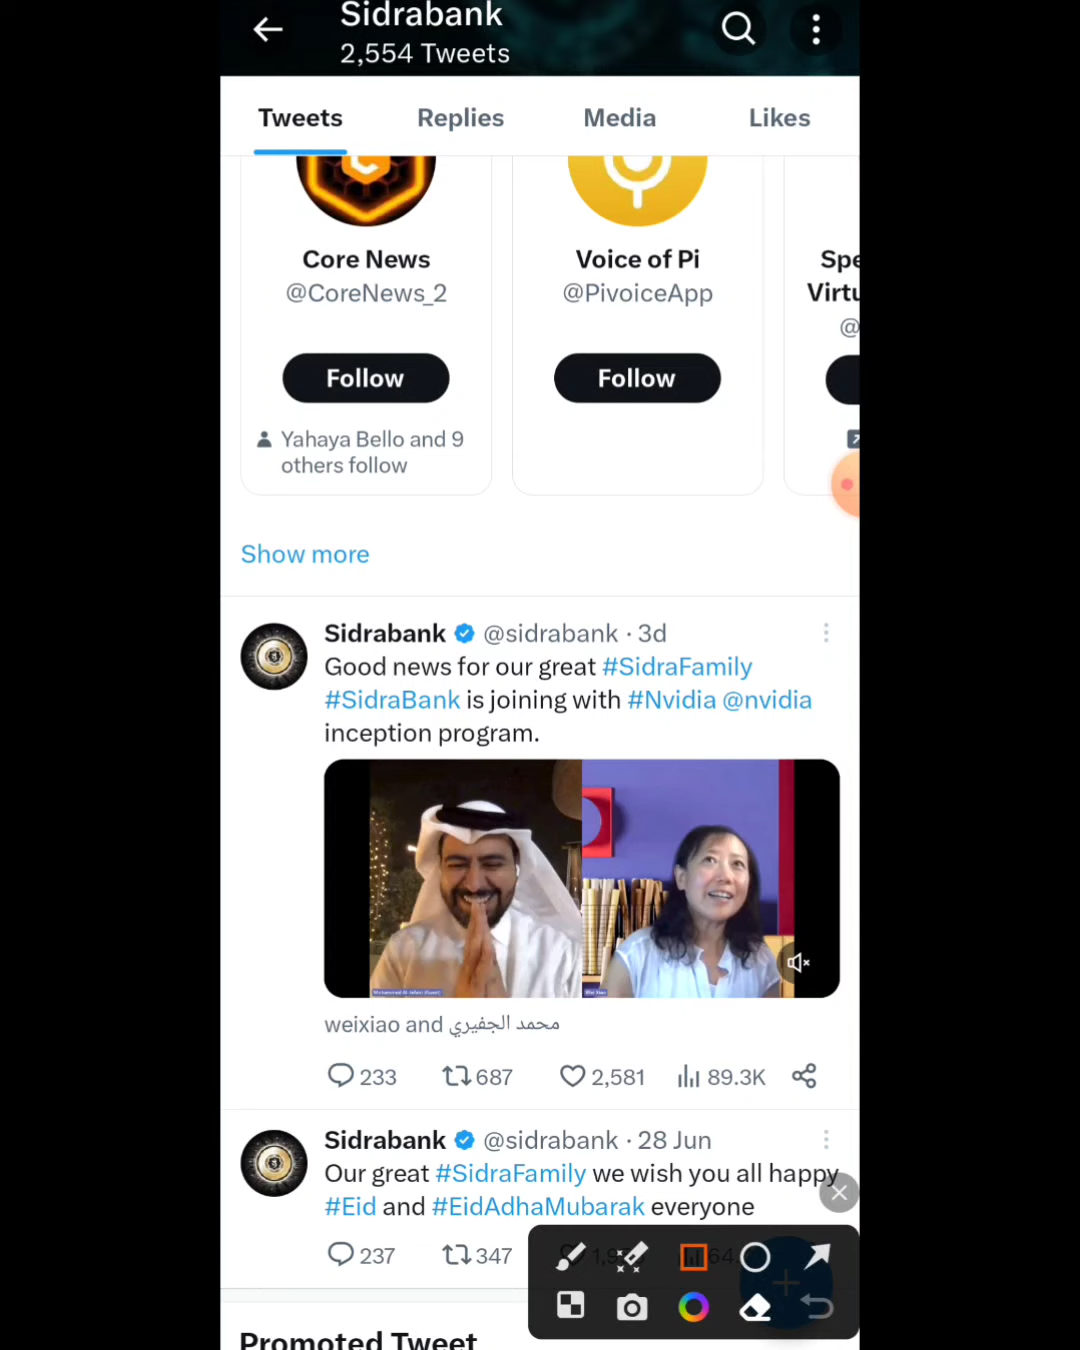 Sidrabank
2,554 Tweets
Tweets Replies Media Likes
Core News
@CoreNews_2
Follow
Yahaya Bello and 9
others follow
Voice of Pi
@PivoiceApp
Follow
Spe
Virtu
@
Show more
Sidrabank @sidrabank · 3d
Good news for our great #SidraFamily
#SidraBank is joining with #Nvidia @nvidia
inception program.
weixiao and محمد الجفيري
233 687 2,581 89.3K
Sidrabank @sidrabank · 28 Jun
Our great #SidraFamily we wish you all happy
#Eid and #EidAdhaMubarak everyone
237 347
Promoted Tweet